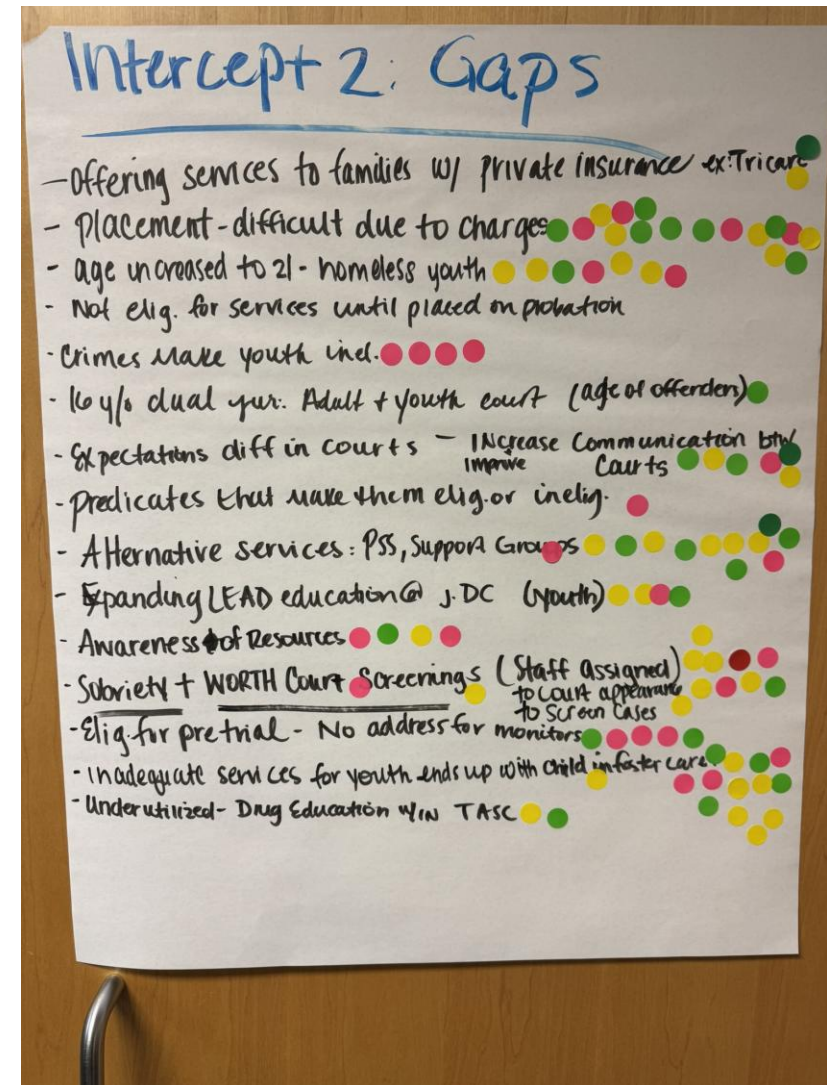 Intercept 2: Gaps
- Offering services to families w/ private insurance ex: Tricare
- Placement - difficult due to charges
- age increased to 21 - homeless youth
- Not elig. for services until placed on probation
- Crimes make youth inel.
- 16 y/o dual jur. Adult + youth court (age of offender)
- Expectations diff in courts - Increase Communication btw
Improve Courts
- Predicates that make them elig. or inelig.
- Alternative services: PSS, Support Groups
- Expanding LEAD education @ J.DC (youth)
- Awareness of Resources
- Sobriety + WORTH Court Screenings (Staff assigned
to court appearance
to screen cases)
- Elig. for pretrial - No address for monitors
- Inadequate services for youth ends up with child in foster care
- Underutilized - Drug Education w/in TASC